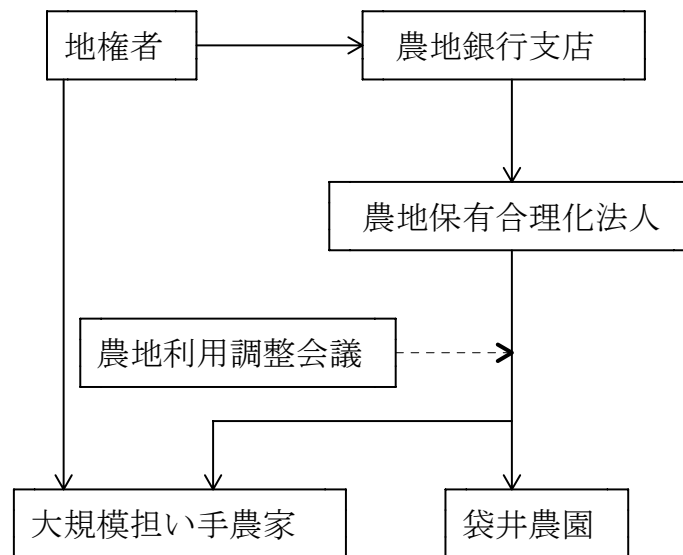 地権者
農地銀行支店
農地保有合理化法人
農地利用調整会議
大規模担い手農家
袋井農園